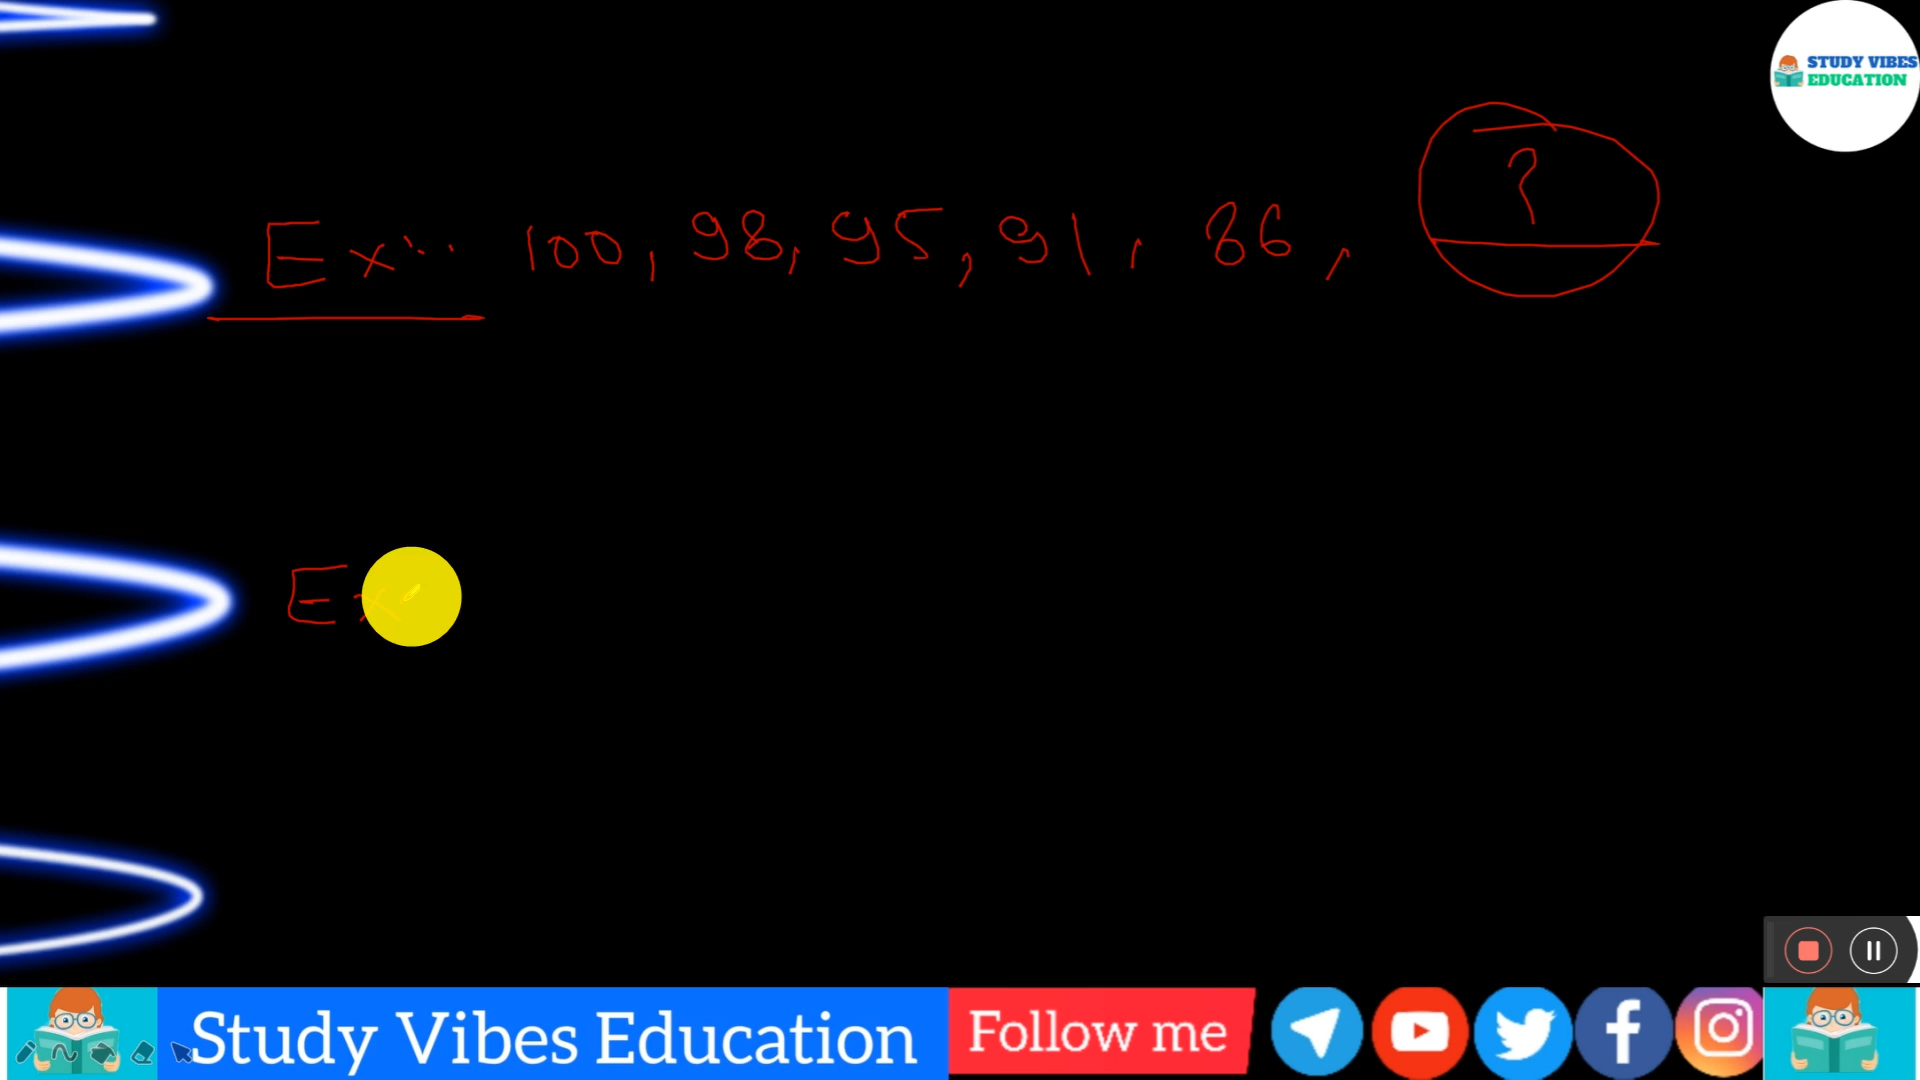 STUDY VIBES
EDUCATION
Ex:- 100, 98, 95, 91, 86, ?
Ex
Study Vibes Education Follow me